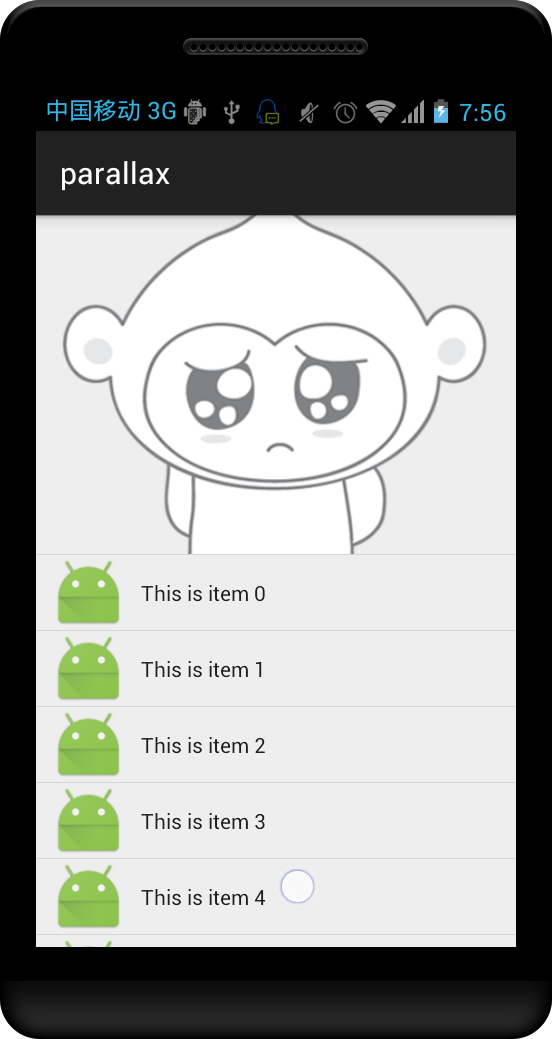 中国移动 3G 7:56
parallax
This is item 0
This is item 1
This is item 2
This is item 3
This is item 4